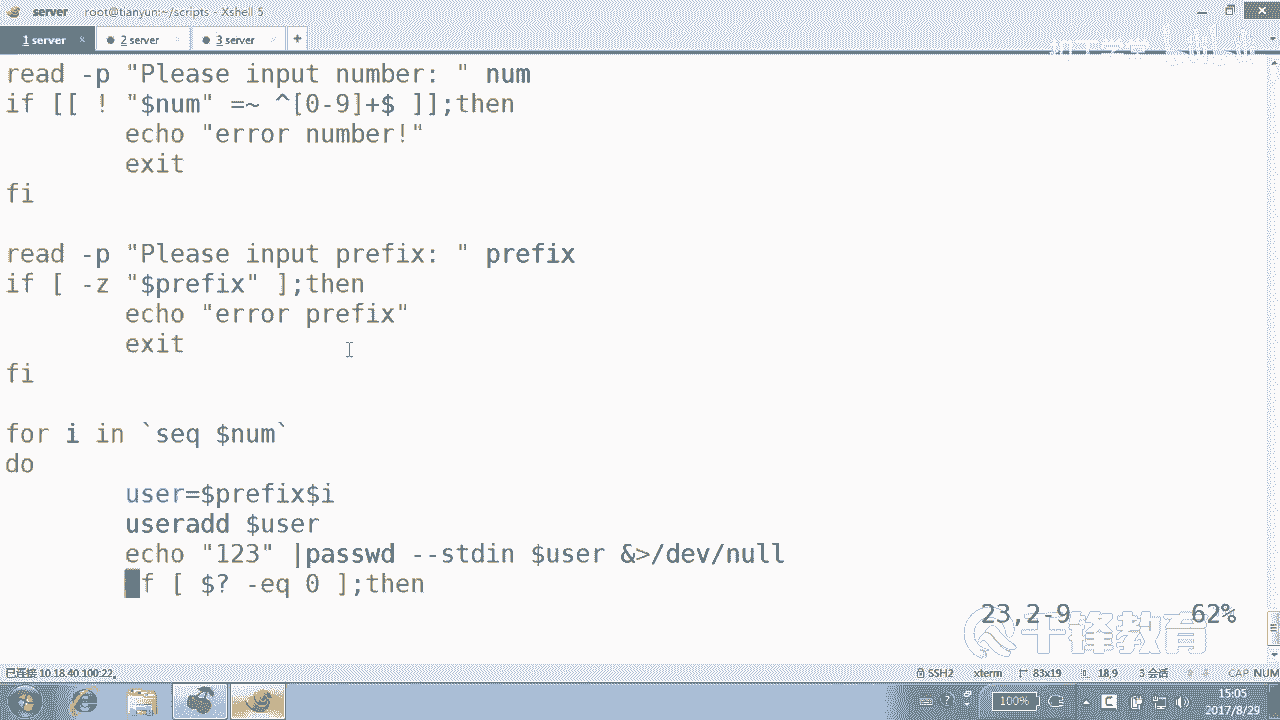 server root@tianyun:~/scripts - Xshell 5
1 server
2 server
3 server
read -p "Please input number: " num
if [[ ! "$num" =~ ^[0-9]+$ ]];then
echo "error number!"
exit
fi
read -p "Please input prefix: " prefix
if [ -z "$prefix" ];then
echo "error prefix"
exit
fi
for i in `seq $num`
do
user=$prefix$i
useradd $user
echo "123" |passwd --stdin $user &>/dev/null
if [ $? -eq 0 ];then
23,2-9 62%
千锋教育
已连接 10.18.40.100:22。
SSH2 xterm 83x19 18,9 3 会话 CAP NUM
100%
15:05
2017/8/29